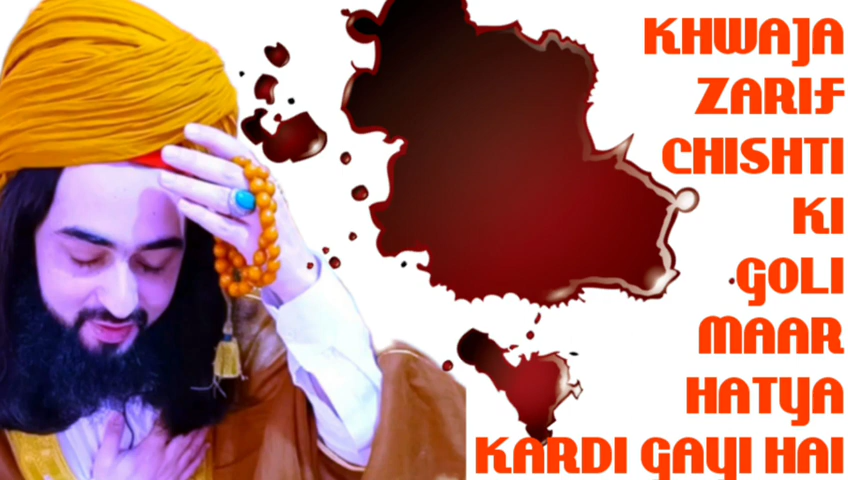 KHWAJA
ZARIF
CHISHTI
KI
GOLI
MAAR
HATYA
KARDI GAYI HAI